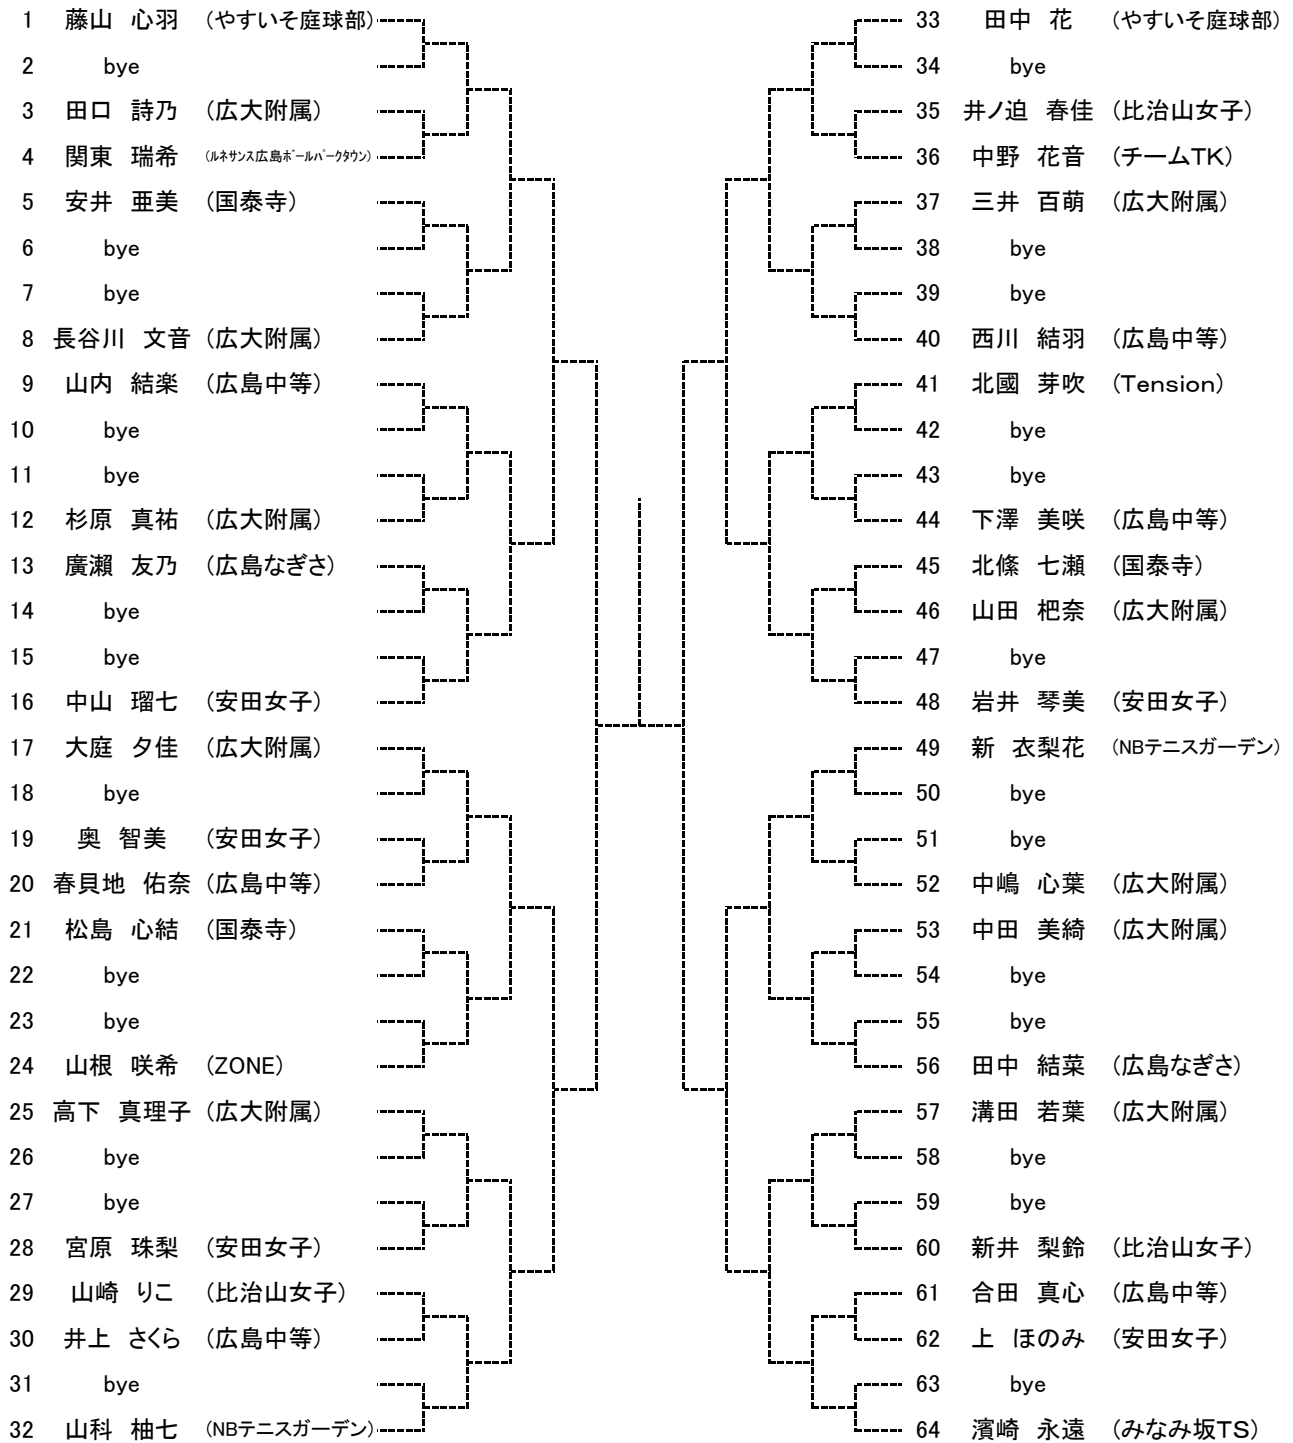 1 藤山 心羽 (やすいそ庭球部)
2 bye
3 田口 詩乃 (広大附属)
4 関東 瑞希 (ﾙﾈｻﾝｽ広島ﾎﾞｰﾙﾊﾟｰｸﾀｳﾝ)
5 安井 亜美 (国泰寺)
6 bye
7 bye
8 長谷川 文音 (広大附属)
9 山内 結楽 (広島中等)
10 bye
11 bye
12 杉原 真祐 (広大附属)
13 廣瀨 友乃 (広島なぎさ)
14 bye
15 bye
16 中山 瑠七 (安田女子)
17 大庭 夕佳 (広大附属)
18 bye
19 奥 智美 (安田女子)
20 春貝地 佑奈 (広島中等)
21 松島 心結 (国泰寺)
22 bye
23 bye
24 山根 咲希 (ZONE)
25 高下 真理子 (広大附属)
26 bye
27 bye
28 宮原 珠梨 (安田女子)
29 山崎 りこ (比治山女子)
30 井上 さくら (広島中等)
31 bye
32 山科 柚七 (NBテニスガーデン)
33 田中 花 (やすいそ庭球部)
34 bye
35 井ノ迫 春佳 (比治山女子)
36 中野 花音 (チームTK)
37 三井 百萌 (広大附属)
38 bye
39 bye
40 西川 結羽 (広島中等)
41 北國 芽吹 (Tension)
42 bye
43 bye
44 下澤 美咲 (広島中等)
45 北條 七瀬 (国泰寺)
46 山田 杷奈 (広大附属)
47 bye
48 岩井 琴美 (安田女子)
49 新 衣梨花 (NBテニスガーデン)
50 bye
51 bye
52 中嶋 心葉 (広大附属)
53 中田 美綺 (広大附属)
54 bye
55 bye
56 田中 結菜 (広島なぎさ)
57 溝田 若葉 (広大附属)
58 bye
59 bye
60 新井 梨鈴 (比治山女子)
61 合田 真心 (広島中等)
62 上 ほのみ (安田女子)
63 bye
64 濱崎 永遠 (みなみ坂TS)